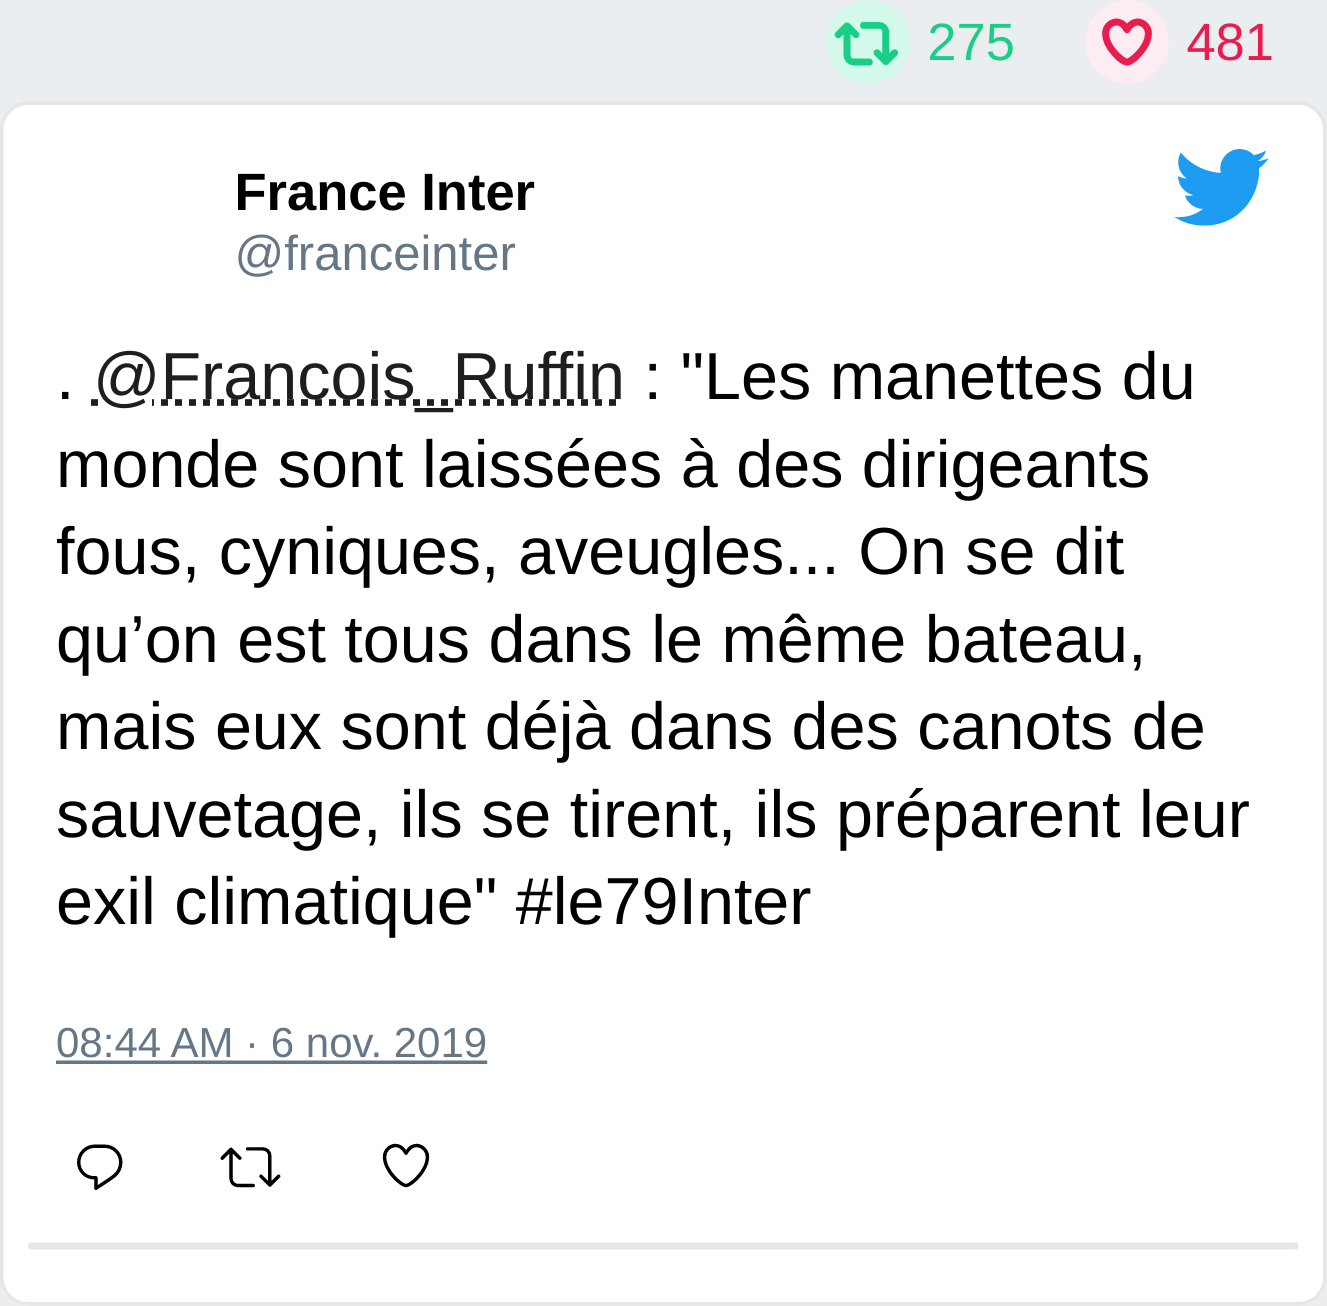 275 481
France Inter
@franceinter
. @Francois_Ruffin : "Les manettes du
monde sont laissées à des dirigeants
fous, cyniques, aveugles... On se dit
qu’on est tous dans le même bateau,
mais eux sont déjà dans des canots de
sauvetage, ils se tirent, ils préparent leur
exil climatique" #le79Inter
08:44 AM · 6 nov. 2019